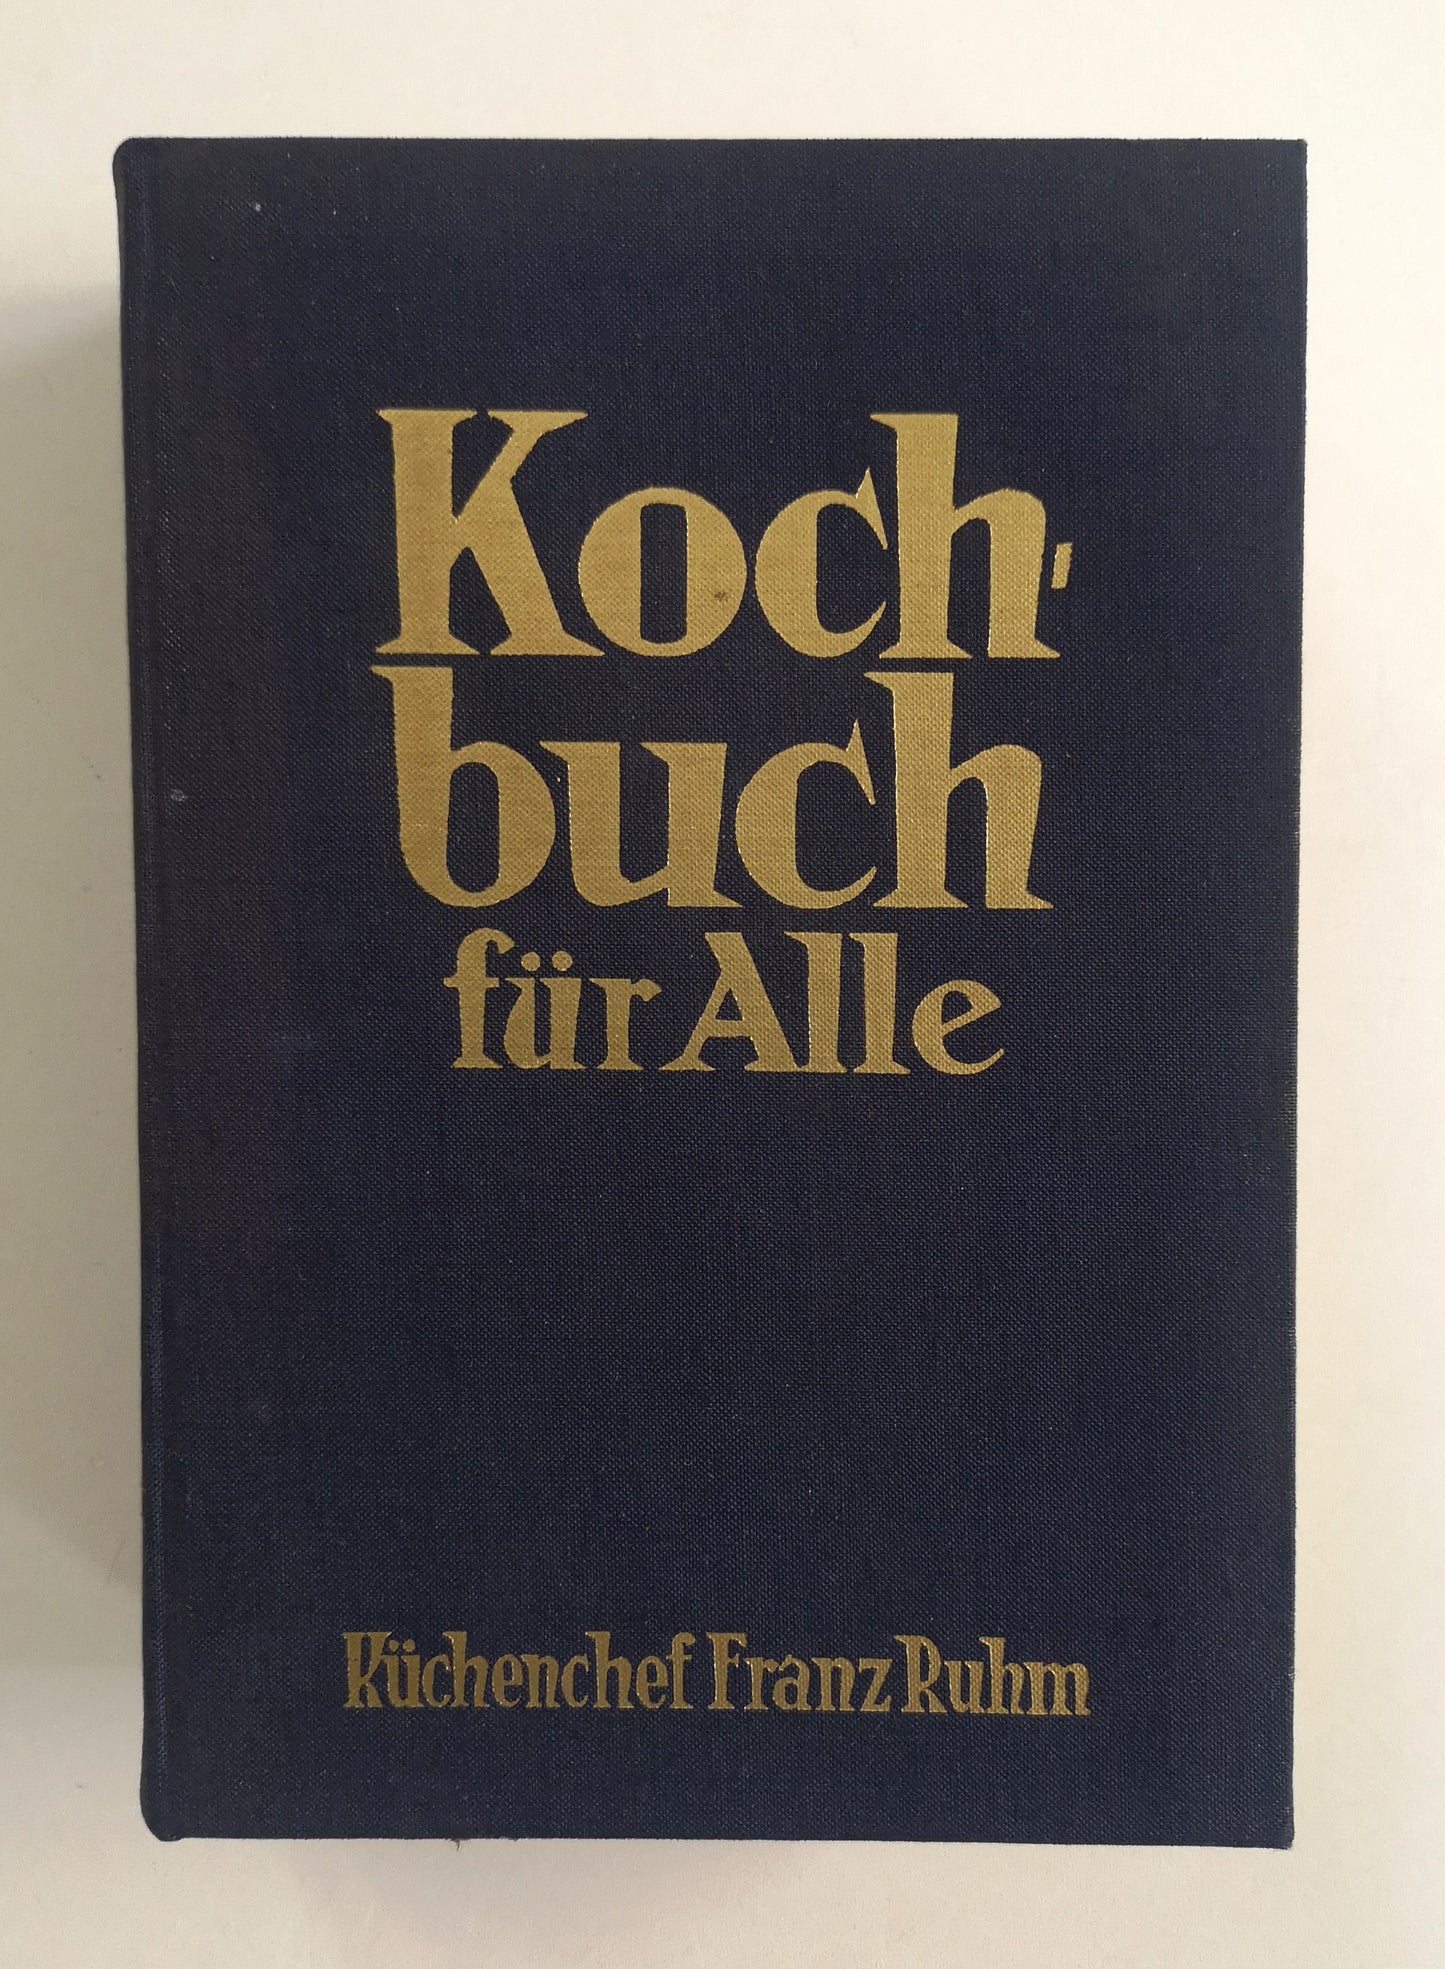 Koch-
buch
für Alle
Küchenchef Franz Ruhm